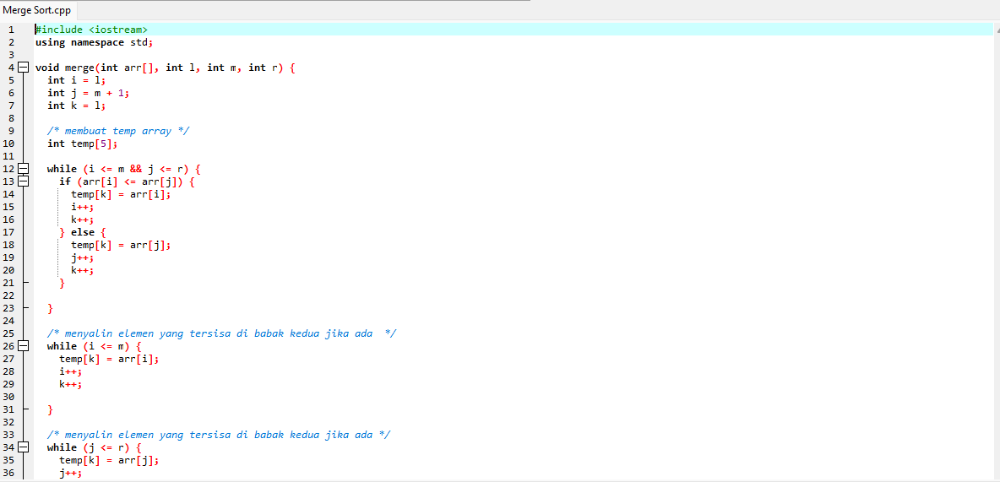 Merge Sort.cpp
1 #include <iostream>
2 using namespace std;
3
4 void merge(int arr[], int l, int m, int r) {
5 int i = l;
6 int j = m + 1;
7 int k = l;
8
9 /* membuat temp array */
10 int temp[5];
11
12 while (i <= m && j <= r) {
13 if (arr[i] <= arr[j]) {
14 temp[k] = arr[i];
15 i++;
16 k++;
17 } else {
18 temp[k] = arr[j];
19 j++;
20 k++;
21 }
22
23 }
24
25 /* menyalin elemen yang tersisa di babak kedua jika ada  */
26 while (i <= m) {
27 temp[k] = arr[i];
28 i++;
29 k++;
30
31 }
32
33 /* menyalin elemen yang tersisa di babak kedua jika ada */
34 while (j <= r) {
35 temp[k] = arr[j];
36 j++;